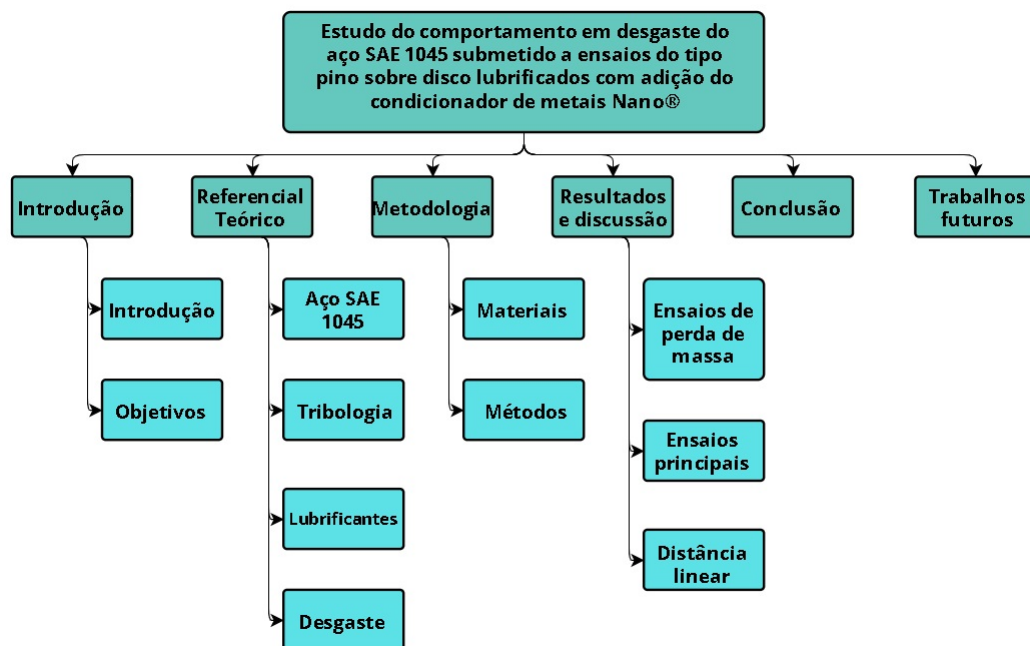 Estudo do comportamento em desgaste do
aço SAE 1045 submetido a ensaios do tipo
pino sobre disco lubrificados com adição do
condicionador de metais Nano®
Introdução
Referencial
Teórico
Metodologia
Resultados
e discussão
Conclusão
Trabalhos
futuros
Introdução
Objetivos
Aço SAE
1045
Tribologia
Lubrificantes
Desgaste
Materiais
Métodos
Ensaios de
perda de
massa
Ensaios
principais
Distância
linear